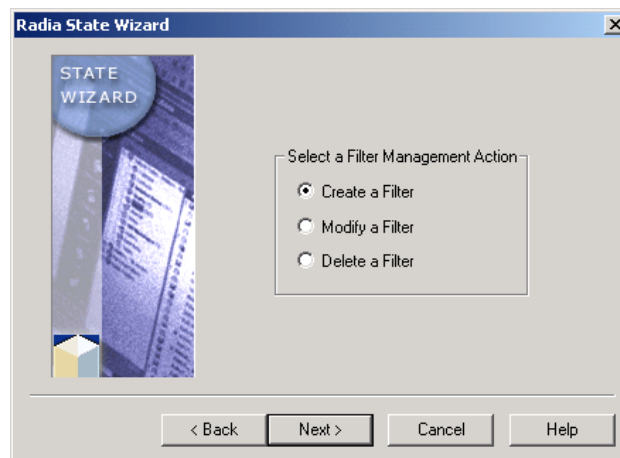 Radia State Wizard
STATE
WIZARD
Select a Filter Management Action
Create a Filter
Modify a Filter
Delete a Filter
< Back
Next >
Cancel
Help